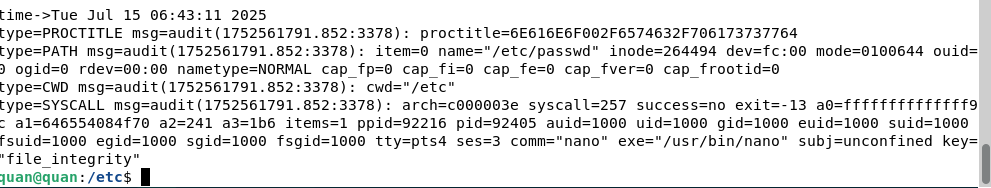 time->Tue Jul 15 06:43:11 2025
type=PROCTITLE msg=audit(1752561791.852:3378): proctitle=6E616E6F002F6574632F706173737764
type=PATH msg=audit(1752561791.852:3378): item=0 name="/etc/passwd" inode=264494 dev=fc:00 mode=0100644 ouid=
0 ogid=0 rdev=00:00 nametype=NORMAL cap_fp=0 cap_fi=0 cap_fe=0 cap_fver=0 cap_frootid=0
type=CWD msg=audit(1752561791.852:3378): cwd="/etc"
type=SYSCALL msg=audit(1752561791.852:3378): arch=c000003e syscall=257 success=no exit=-13 a0=ffffffffffffff9
c a1=646554084f70 a2=241 a3=1b6 items=1 ppid=92216 pid=92405 auid=1000 uid=1000 gid=1000 euid=1000 suid=1000
fsuid=1000 egid=1000 sgid=1000 fsgid=1000 tty=pts4 ses=3 comm="nano" exe="/usr/bin/nano" subj=unconfined key=
"file_integrity"
quan@quan:/etc$